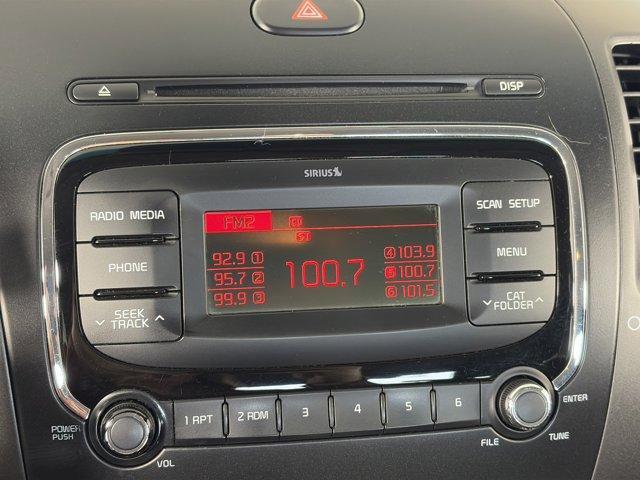 DISP
SIRIUS
RADIO MEDIA
PHONE
SEEK
TRACK
FM2
ST
92.9 1
95.7 2
99.9 3
100.7
4 103.9
5 100.7
6 101.5
SCAN SETUP
MENU
CAT
FOLDER
POWER
PUSH
VOL
1 RPT
2 RDM
3
4
5
6
FILE
ENTER
TUNE